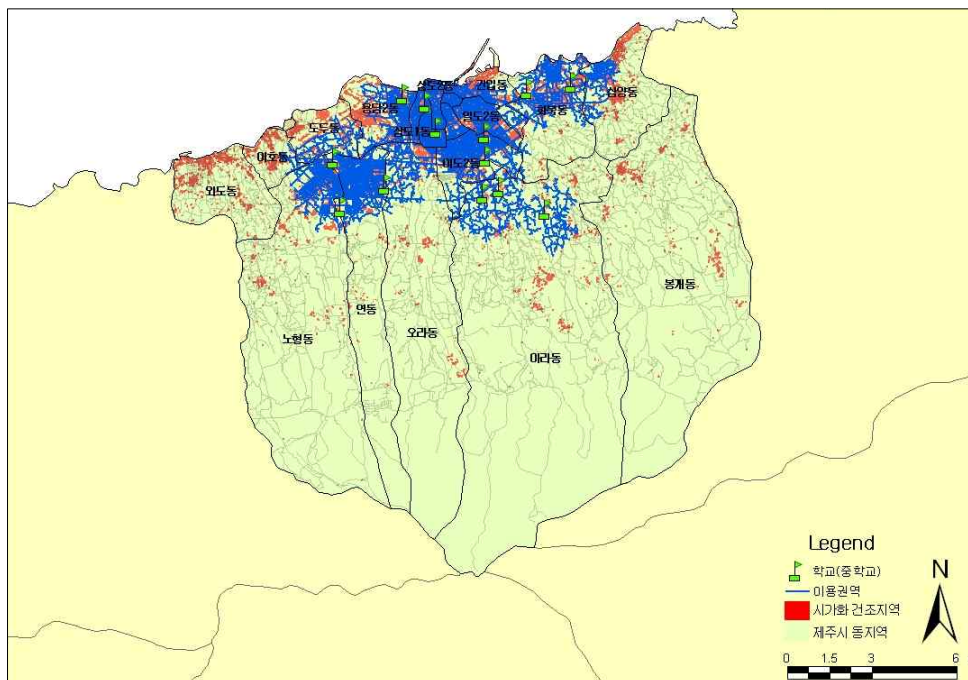 삼도2동
건입동
용담2동
일도2동
화북동
삼양동
도두동
삼도1동
이호동
이도2동
외도동
봉개동
연동
오라동
노형동
아라동
Legend
학교(중학교)
이용권역
시가화 건조지역
제주시 동지역
N
0 1.5 3 6